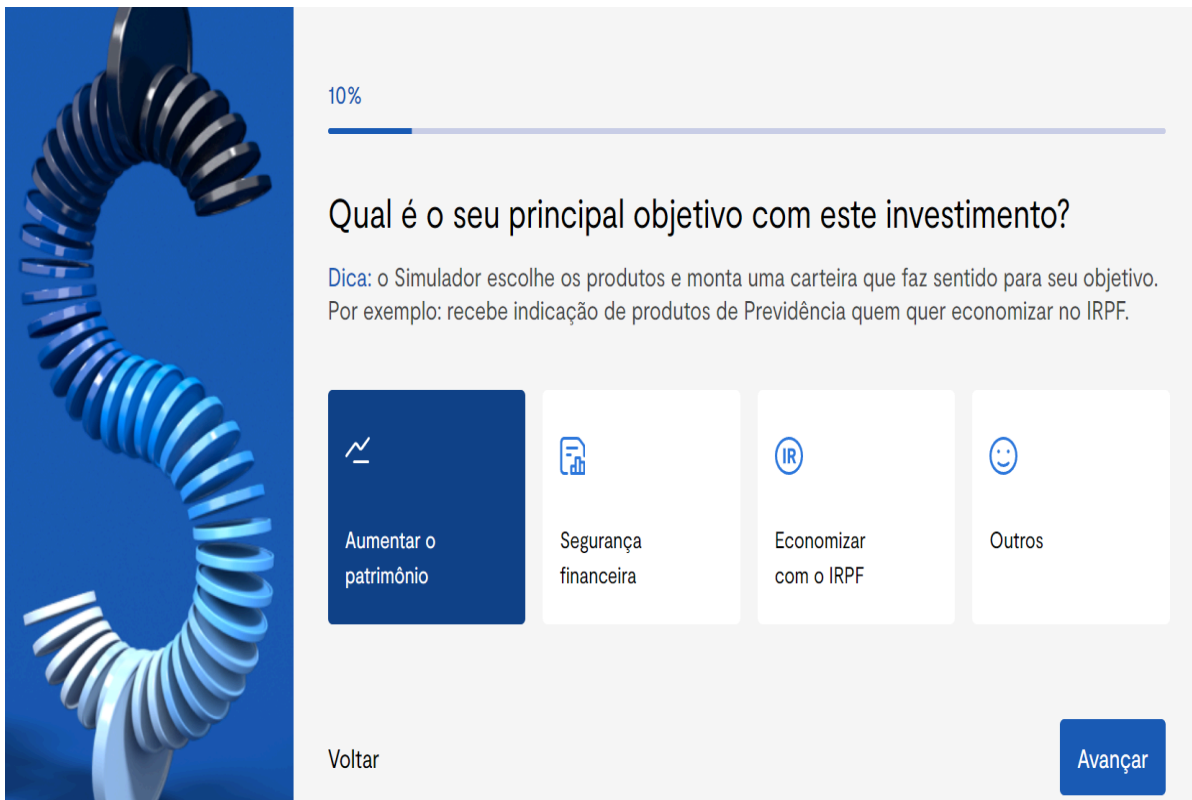 10%
Qual é o seu principal objetivo com este investimento?
Dica: o Simulador escolhe os produtos e monta uma carteira que faz sentido para seu objetivo.
Por exemplo: recebe indicação de produtos de Previdência quem quer economizar no IRPF.
Aumentar o
patrimônio
Segurança
financeira
IR
Economizar
com o IRPF
Outros
Voltar
Avançar